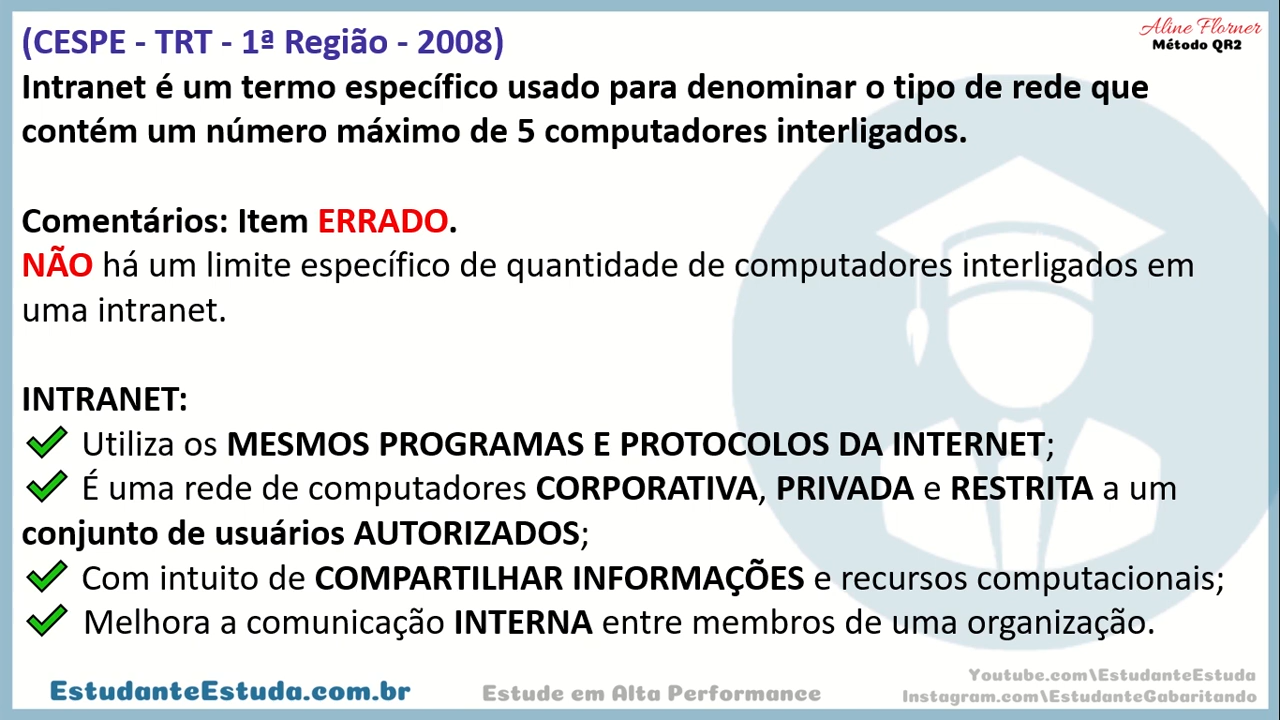 Aline Florner
Método QR2
(CESPE - TRT - 1ª Região - 2008)
Intranet é um termo específico usado para denominar o tipo de rede que
contém um número máximo de 5 computadores interligados.
Comentários: Item ERRADO.
NÃO há um limite específico de quantidade de computadores interligados em
uma intranet.
INTRANET:
Utiliza os MESMOS PROGRAMAS E PROTOCOLOS DA INTERNET;
É uma rede de computadores CORPORATIVA, PRIVADA e RESTRITA a um
conjunto de usuários AUTORIZADOS;
Com intuito de COMPARTILHAR INFORMAÇÕES e recursos computacionais;
Melhora a comunicação INTERNA entre membros de uma organização.
EstudanteEstuda.com.br
Estude em Alta Performance
Youtube.com\EstudanteEstuda
Instagram.com\EstudanteGabaritando